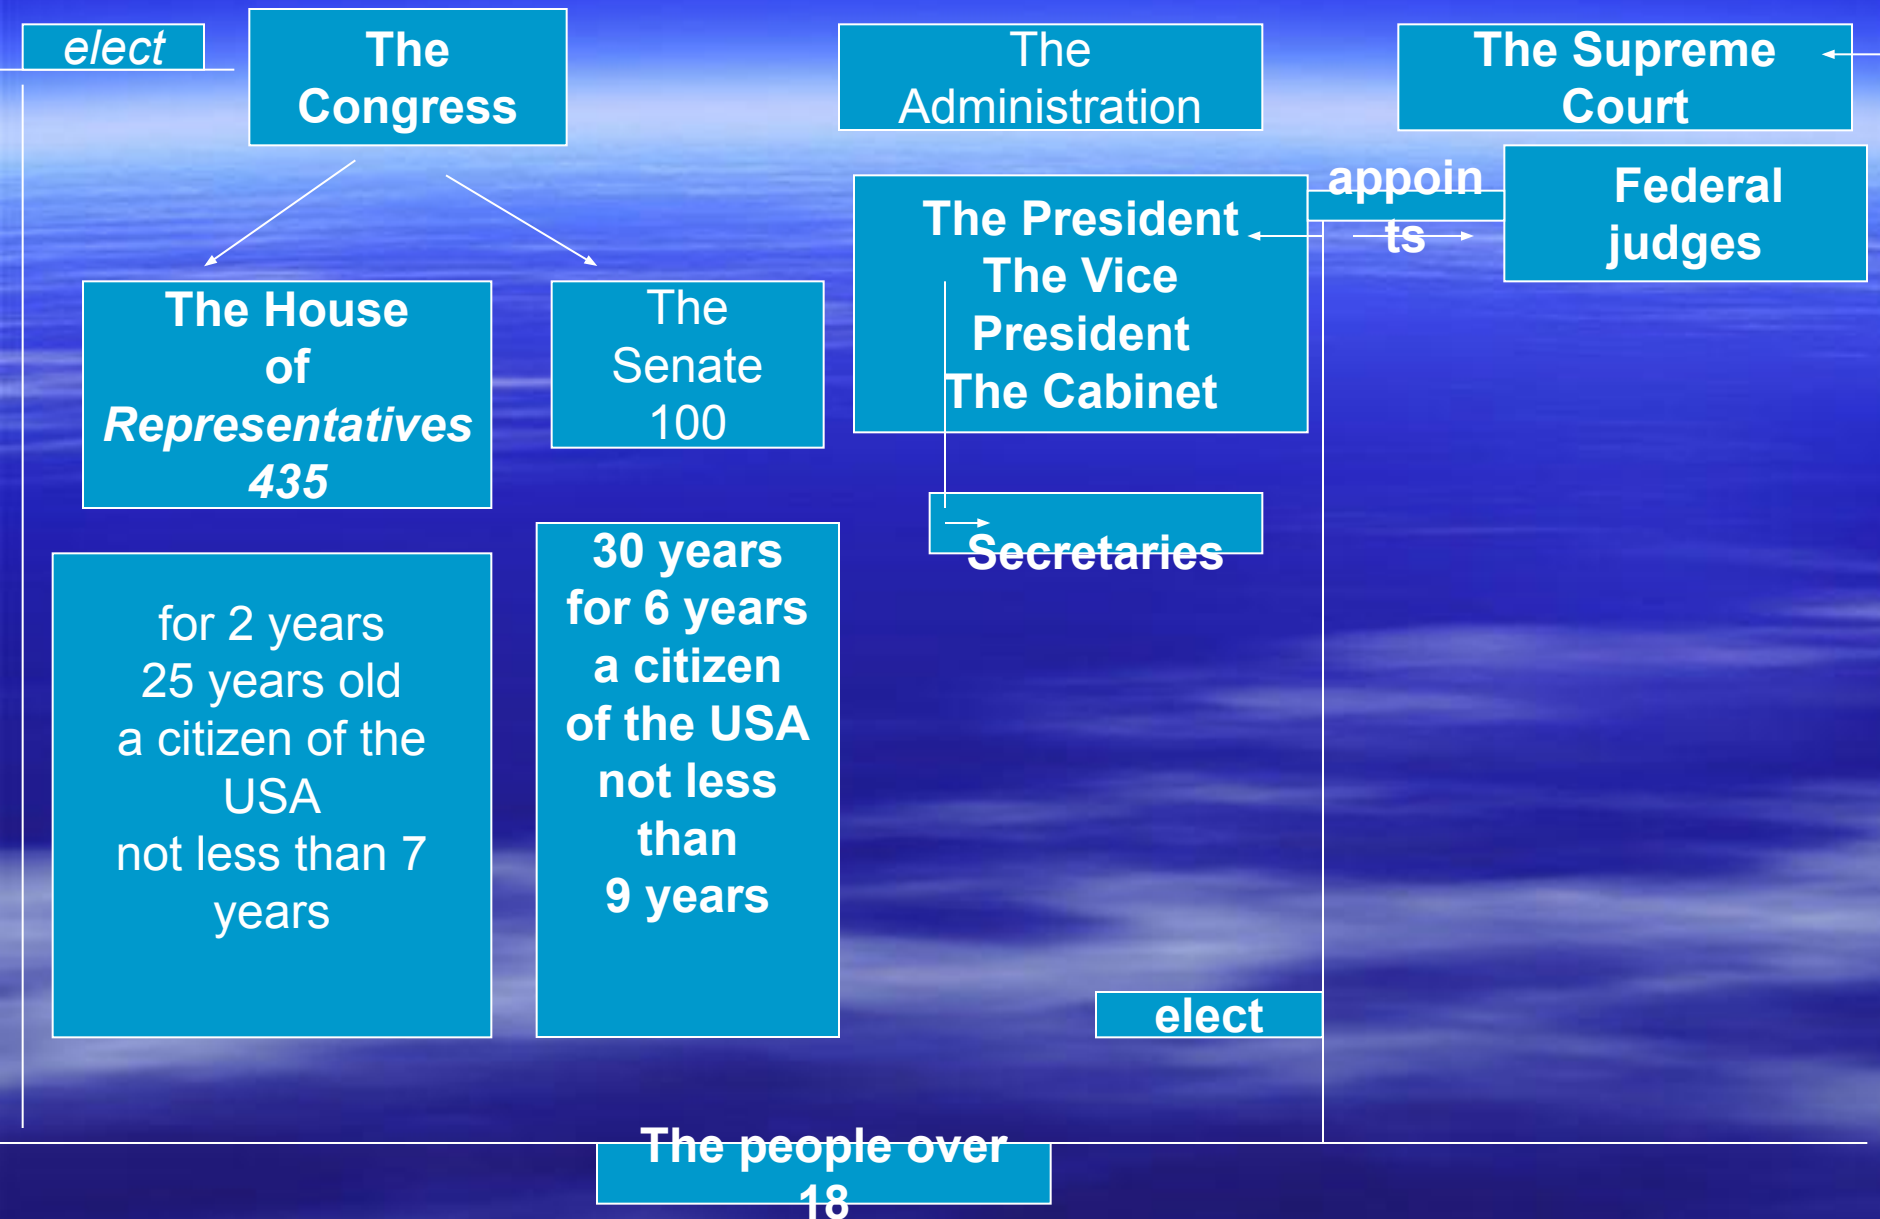 elect
The
Congress
The
Administration
The Supreme
Court
appoin
ts
Federal
judges
The President
The Vice
President
The Cabinet
The House
of
Representatives
435
The
Senate
100
Secretaries
for 2 years
25 years old
a citizen of the
USA
not less than 7
years
30 years
for 6 years
a citizen
of the USA
not less
than
9 years
elect
The people over
18